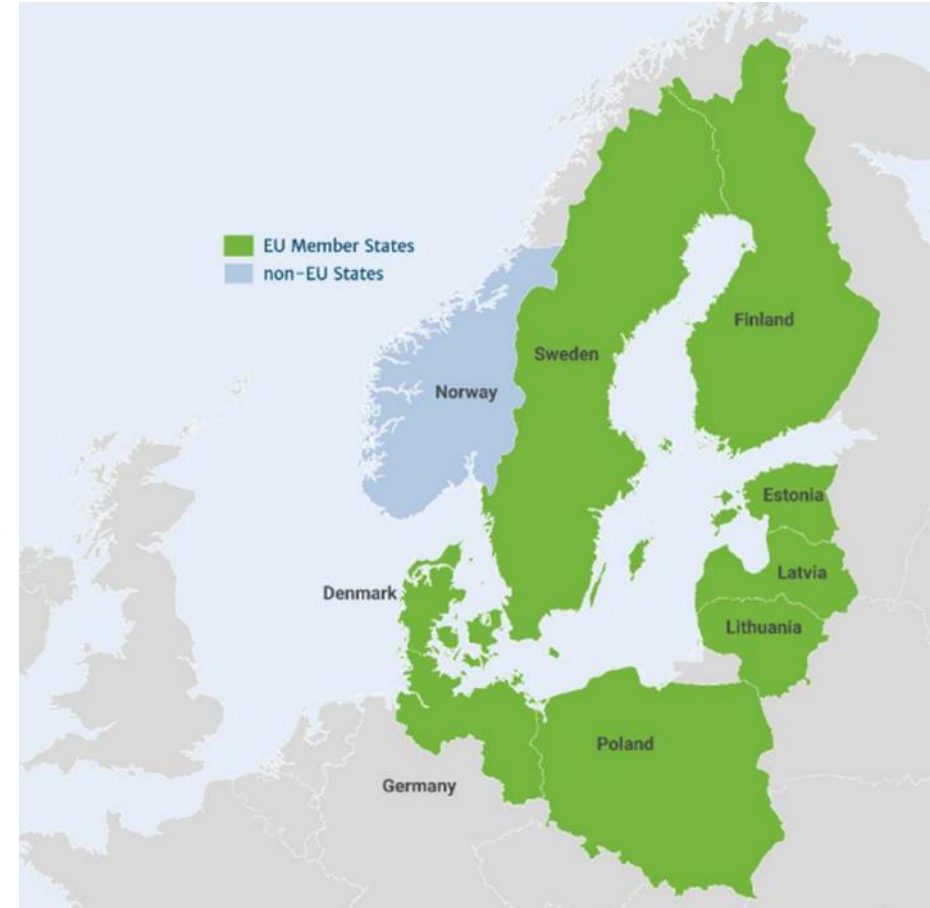 EU Member States
non-EU States
Finland
Sweden
Norway
Estonia
Latvia
Denmark
Lithuania
Poland
Germany